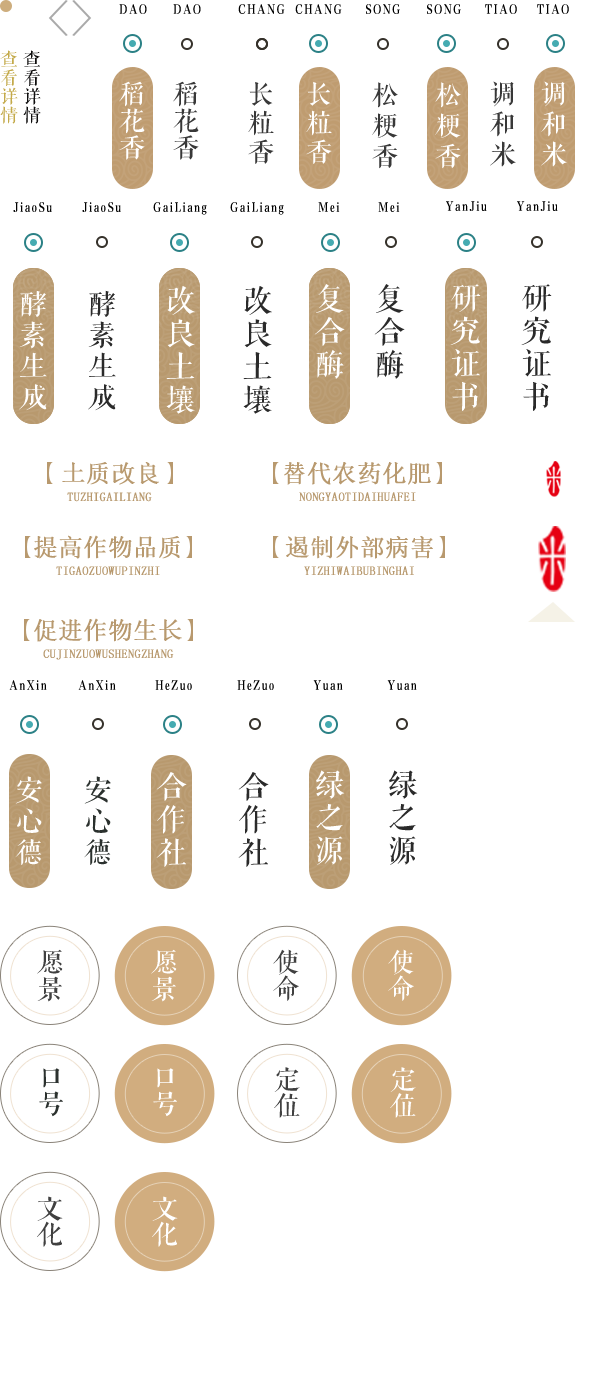 DAO DAO CHANG CHANG SONG SONG TIAO TIAO
查看详情 查看详情
稻花香 稻花香 长粒香 长粒香 松粳香 松粳香 调和米 调和米
JiaoSu JiaoSu GaiLiang GaiLiang Mei Mei YanJiu YanJiu
酵素生成 酵素生成 改良土壤 改良土壤 复合酶 复合酶 研究证书 研究证书
【土质改良】 【替代农药化肥】
TUZHIGAILIANG NONGYAOTIDAIHUAFEI
【提高作物品质】 【遏制外部病害】
TIGAOZUOWUPINZHI YIZHIWAIBUBINGHAI
【促进作物生长】
CUJINZUOWUSHENGZHANG
AnXin AnXin HeZuo HeZuo Yuan Yuan
安心德 安心德 合作社 合作社 绿之源 绿之源
愿景 愿景 使命 使命
口号 口号 定位 定位
文化 文化